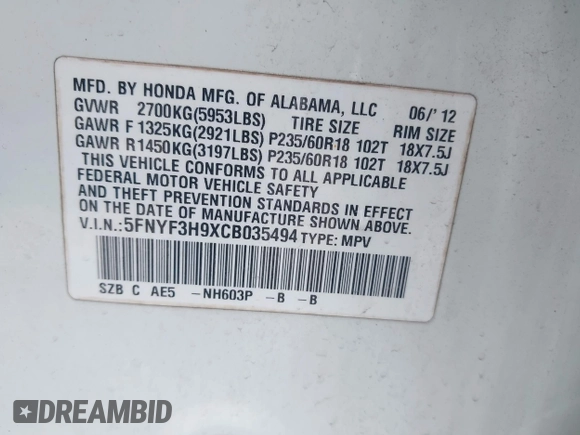 MFD. BY HONDA MFG. OF ALABAMA, LLC 06/'12
GVWR 2700KG(5953LBS) TIRE SIZE RIM SIZE
GAWR F 1325KG(2921LBS) P235/60R18 102T 18X7.5J
GAWR R1450KG(3197LBS) P235/60R18 102T 18X7.5J
THIS VEHICLE CONFORMS TO ALL APPLICABLE
FEDERAL MOTOR VEHICLE SAFETY
AND THEFT PREVENTION STANDARDS IN EFFECT
ON THE DATE OF MANUFACTURE SHOWN ABOVE.
V.I.N.:5FNYF3H9XCB035494 TYPE: MPV
SZB C AE5 -NH603P -B -B
DREAMBID